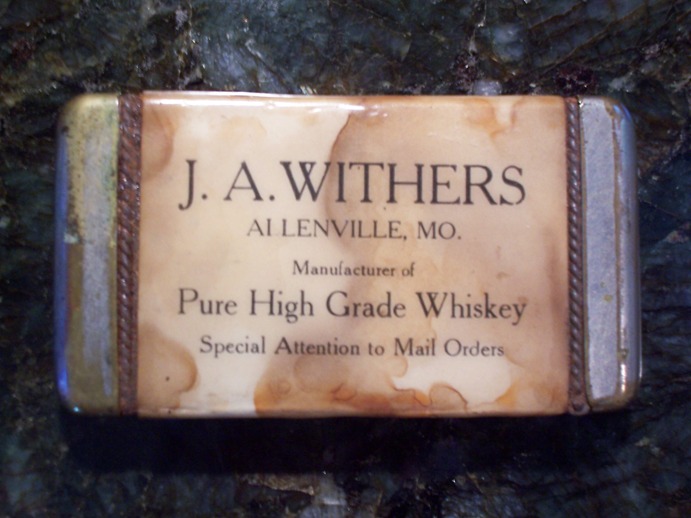 J. A. WITHERS
ALLENVILLE, MO.
Manufacturer of
Pure High Grade Whiskey
Special Attention to Mail Orders